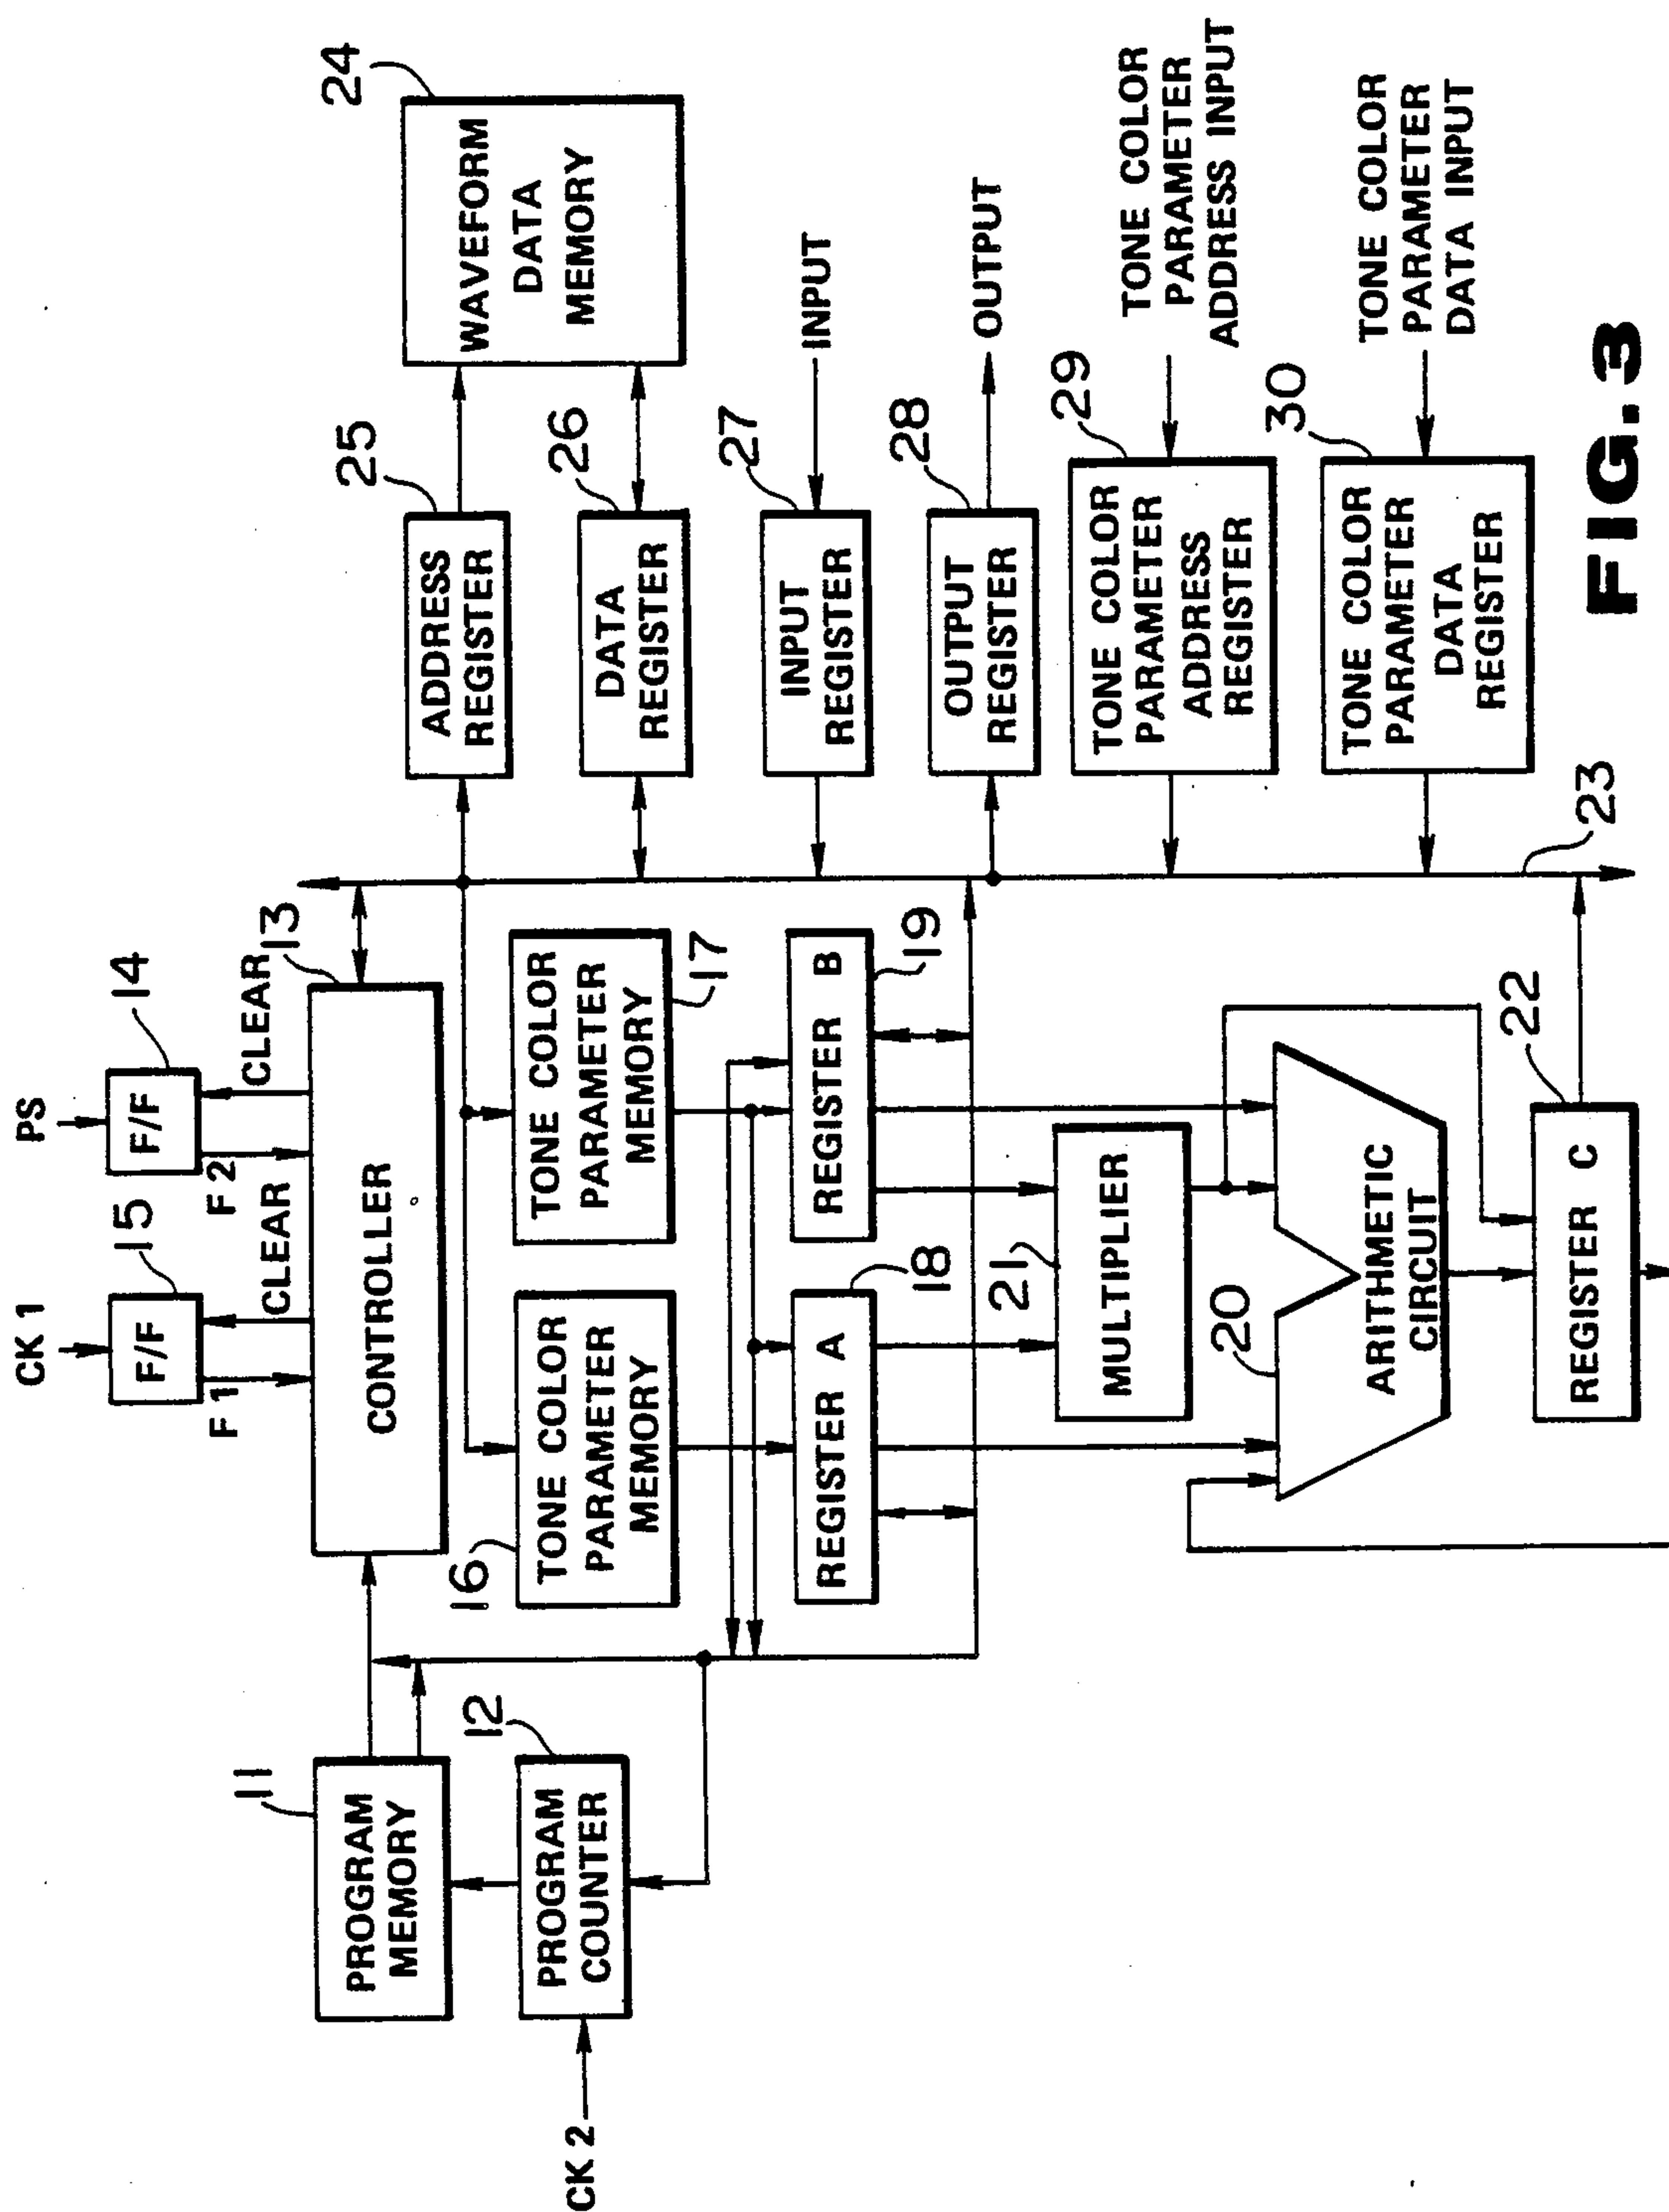 CK 1
PS
15
F/F
14
F/F
F 1
CLEAR
F 2
CLEAR
13
CONTROLLER
11
PROGRAM
MEMORY
12
PROGRAM
COUNTER
CK 2
16
TONE COLOR
PARAMETER
MEMORY
TONE COLOR
PARAMETER
MEMORY
17
REGISTER A
18
REGISTER B
19
21
MULTIPLIER
20
ARITHMETIC
CIRCUIT
22
REGISTER C
24
WAVEFORM
DATA
MEMORY
25
ADDRESS
REGISTER
26
DATA
REGISTER
27
INPUT
REGISTER
INPUT
28
OUTPUT
REGISTER
OUTPUT
29
TONE COLOR
PARAMETER
ADDRESS
REGISTER
TONE COLOR
PARAMETER
ADDRESS INPUT
30
TONE COLOR
PARAMETER
DATA
REGISTER
TONE COLOR
PARAMETER
DATA INPUT
23
FIG.3